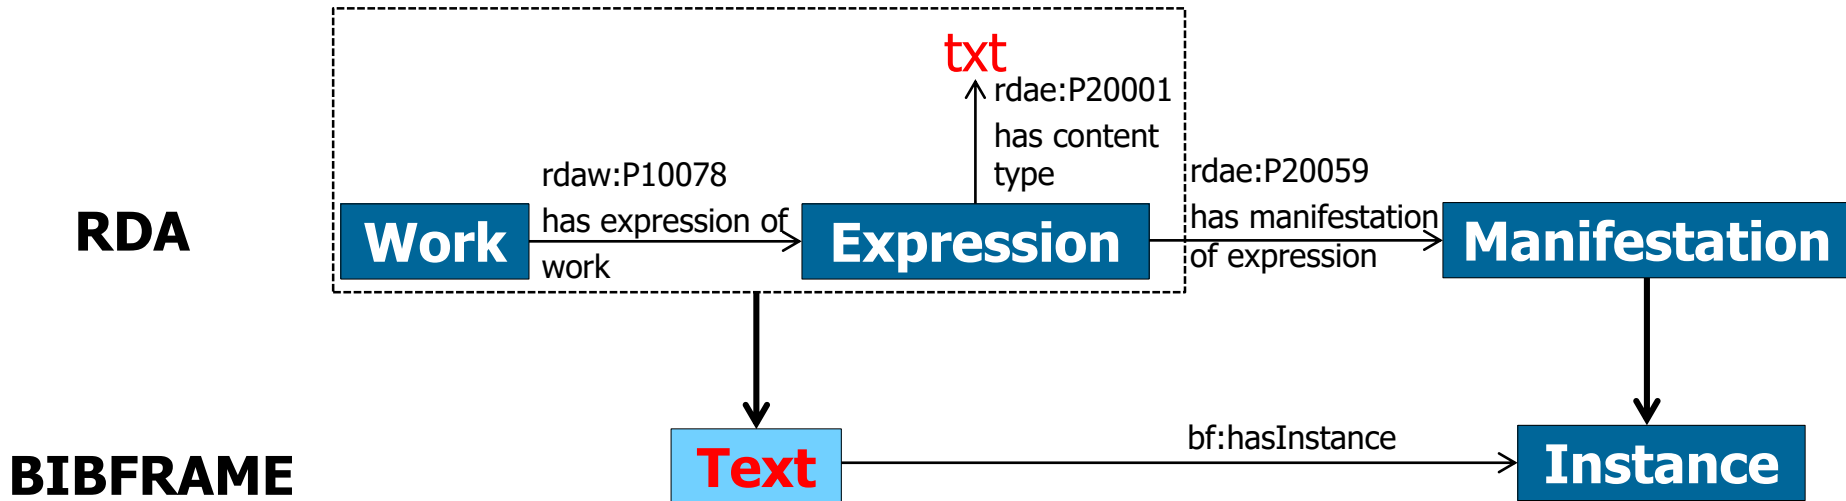 txt
rdae:P20001
has content
type
rdaw:P10078
has expression of
work
rdae:P20059
has manifestation
of expression
RDA
Work
Expression
Manifestation
bf:hasInstance
BIBFRAME
Text
Instance